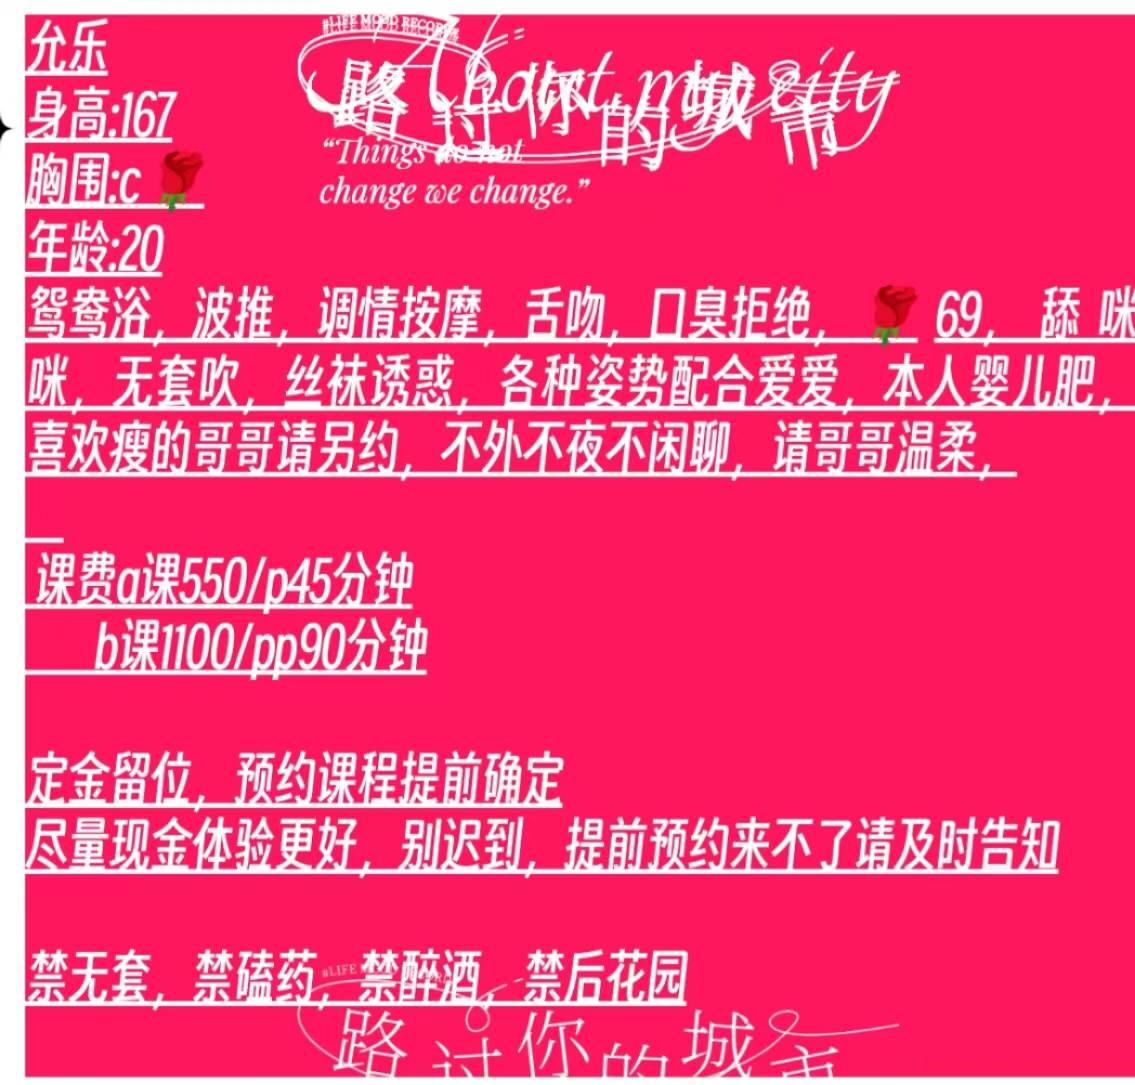 #LIFE MOOD RECORDS
允乐
About my city
路过你的城市
身高:167
"Things do not
胸围:c 🌹
change we change."
年龄:20
鸳鸯浴，波推，调情按摩，舌吻，口臭拒绝，🌹 69， 舔 咪
咪，无套吹，丝袜诱惑，各种姿势配合爱爱，本人婴儿肥，
喜欢瘦的哥哥请另约，不外不夜不闲聊，请哥哥温柔，
课费a课550/p45分钟
b课1100/pp90分钟
定金留位，预约课程提前确定
尽量现金体验更好，别迟到，提前预约来不了请及时告知
禁无套，禁磕药，禁醉酒，禁后花园
#LIFE MOOD RECORDS
路过你的城市